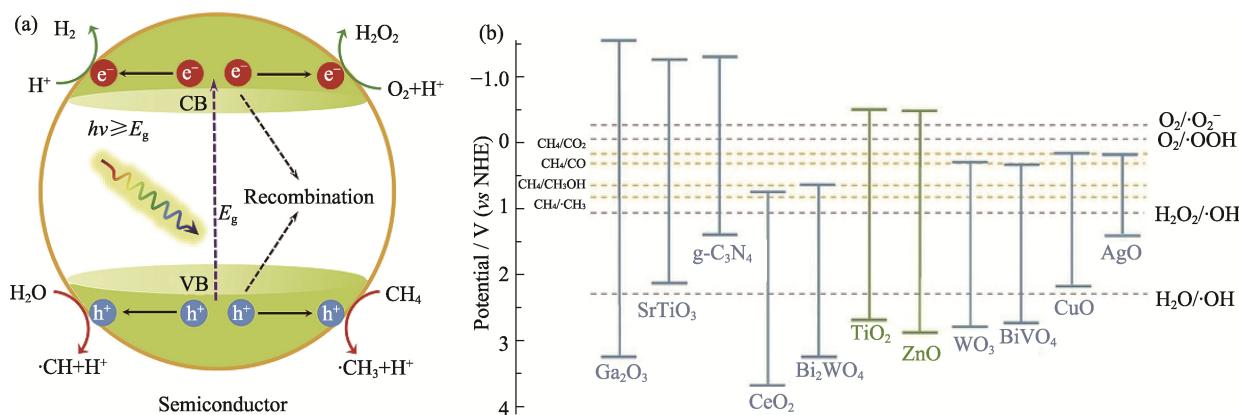 (a)
H₂
H₂O₂
e⁻
e⁻
e⁻
e⁻
H⁺
O₂+H⁺
CB
hν≥Eg
Recombination
Eg
VB
H₂O
CH₄
h⁺
h⁺
h⁺
h⁺
·CH+H⁺
·CH₃+H⁺
Semiconductor
(b)
Potential / V (vs NHE)
−1.0
0
1
2
3
4
CH₄/CO₂
CH₄/CO
CH₄/CH₃OH
CH₄/·CH₃
O₂/·O₂⁻
O₂/·OOH
H₂O₂/·OH
H₂O/·OH
Ga₂O₃
SrTiO₃
g-C₃N₄
CeO₂
Bi₂WO₄
TiO₂
ZnO
WO₃
BiVO₄
CuO
AgO